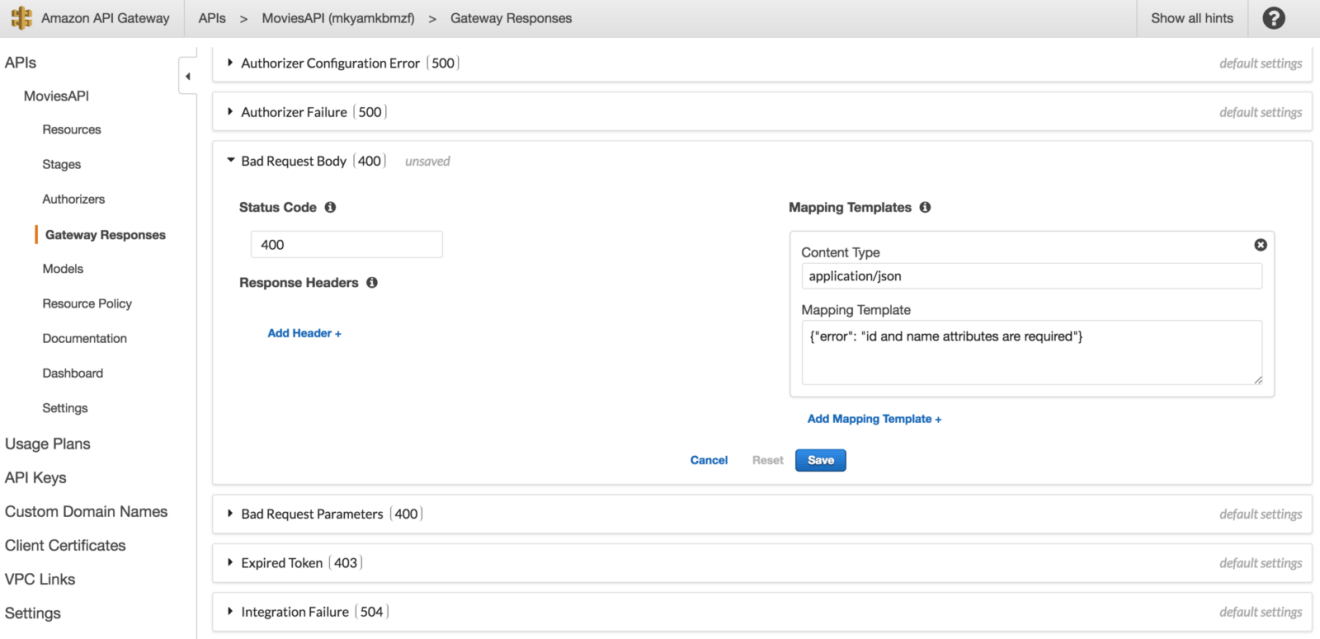 Amazon API Gateway
APIs > MoviesAPI (mkyamkbmzf) > Gateway Responses
Show all hints
?
APIs
MoviesAPI
Resources
Stages
Authorizers
Gateway Responses
Models
Resource Policy
Documentation
Dashboard
Settings
Usage Plans
API Keys
Custom Domain Names
Client Certificates
VPC Links
Settings
Authorizer Configuration Error [500] default settings
Authorizer Failure [500] default settings
Bad Request Body [400] unsaved
Status Code
400
Response Headers
Add Header +
Mapping Templates
Content Type
application/json
Mapping Template
{"error": "id and name attributes are required"}
Add Mapping Template +
Cancel Reset Save
Bad Request Parameters [400] default settings
Expired Token [403] default settings
Integration Failure [504] default settings